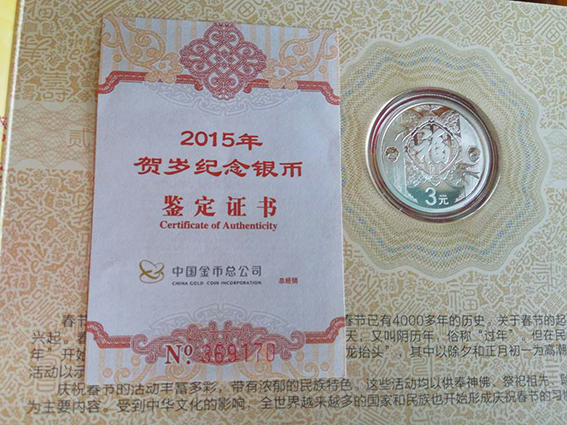 2015年
贺岁纪念银币
鉴定证书
Certificate of Authenticity
中国金币总公司
CHINA GOLD COIN INCORPORATION
总经销
No. 369170
福
3元
春节
春节已有4000多年的历史，关于春节的起
兴起。春
天，又叫阴历年，俗称“过年”。但在民
年”开始
龙抬头”，其中以除夕和正月初一为高潮
活动以示
庆祝春节的活动丰富多彩，带有浓郁的民族特色。这些活动均以供奉神佛、祭祀祖先、
为主要内容。受到中华文化的影响，全世界越来越多的国家和民族也开始形成庆祝春节的习